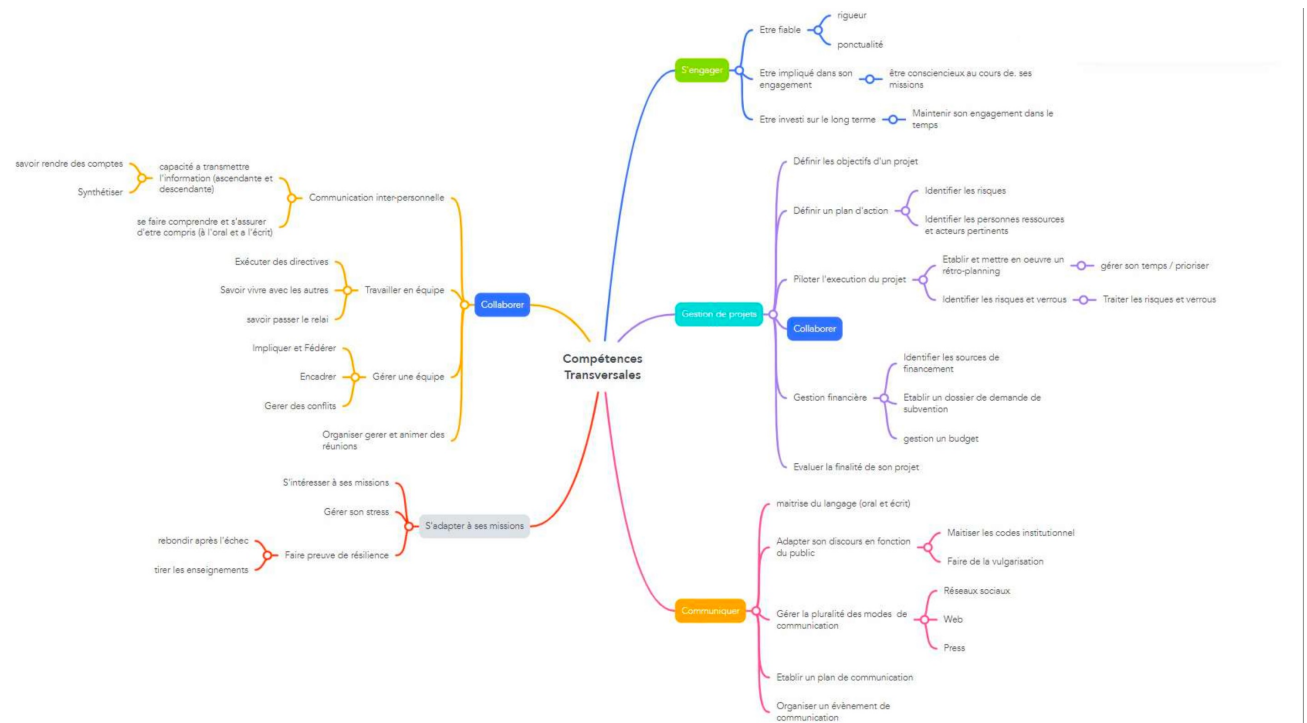 Compétences
Transversales
S'engager
Etre fiable
rigueur
ponctualité
Etre impliqué dans son
engagement
être consciencieux au cours de. ses
missions
Etre investi sur le long terme
Maintenir son engagement dans le
temps
Gestion de projets
Définir les objectifs d'un projet
Définir un plan d'action
Identifier les risques
Identifier les personnes ressources
et acteurs pertinents
Piloter l'execution du projet
Etablir et mettre en oeuvre un
rétro-planning
gérer son temps / prioriser
Identifier les risques et verrous
Traiter les risques et verrous
Collaborer
Gestion financière
Identifier les sources de
financement
Etablir un dossier de demande de
subvention
gestion un budget
Evaluer la finalité de son projet
Communiquer
maitrise du langage (oral et écrit)
Adapter son discours en fonction
du public
Maitiser les codes institutionnel
Faire de la vulgarisation
Gérer la pluralité des modes de
communication
Réseaux sociaux
Web
Press
Etablir un plan de communication
Organiser un évènement de
communication
Collaborer
Communication inter-personnelle
capacité a transmettre
l'information (ascendante et
descendante)
savoir rendre des comptes
Synthétiser
se faire comprendre et s'assurer
d'etre compris (à l'oral et a l'écrit)
Travailler en équipe
Exécuter des directives
Savoir vivre avec les autres
savoir passer le relai
Gérer une équipe
Impliquer et Fédérer
Encadrer
Gerer des conflits
Organiser gerer et animer des
réunions
S'adapter à ses missions
S'intéresser à ses missions
Gérer son stress
Faire preuve de résilience
rebondir après l'échec
tirer les enseignements